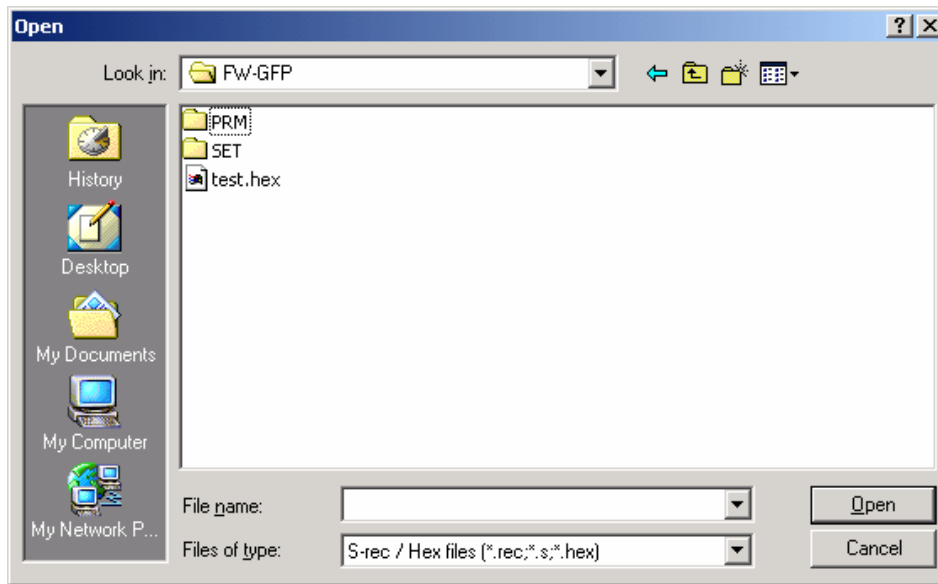 Open
Look in: FW-GFP
PRM
SET
test.hex
History
Desktop
My Documents
My Computer
My Network P...
File name:
Open
Files of type: S-rec / Hex files (*.rec;*.s;*.hex)
Cancel